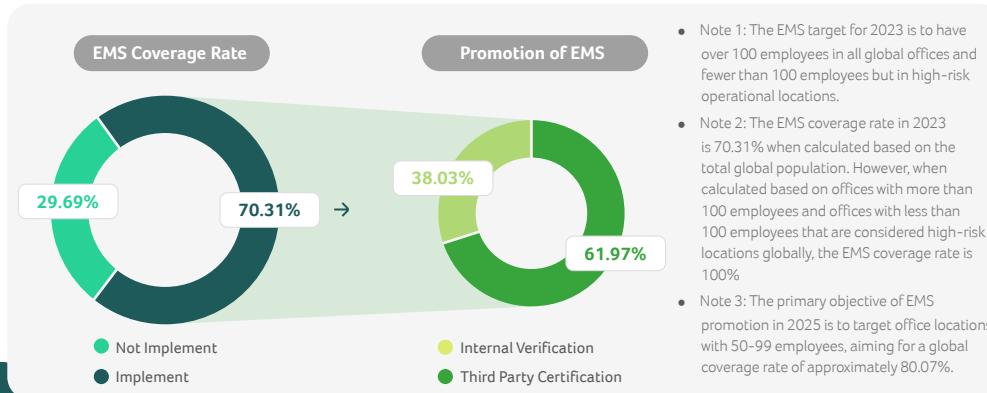 EMS Coverage Rate
29.69%
70.31%
Not Implement
Implement
Promotion of EMS
38.03%
61.97%
Internal Verification
Third Party Certification
Note 1: The EMS target for 2023 is to have
over 100 employees in all global offices and
fewer than 100 employees but in high-risk
operational locations.
Note 2: The EMS coverage rate in 2023
is 70.31% when calculated based on the
total global population. However, when
calculated based on offices with more than
100 employees and offices with less than
100 employees that are considered high-risk
locations globally, the EMS coverage rate is
100%
Note 3: The primary objective of EMS
promotion in 2025 is to target office locations
with 50-99 employees, aiming for a global
coverage rate of approximately 80.07%.